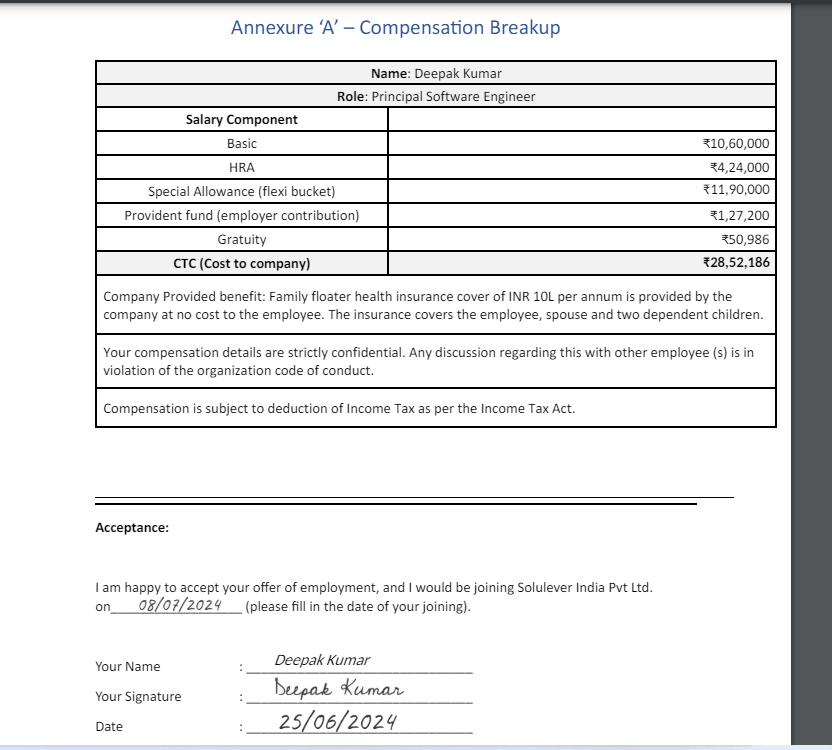 Annexure ‘A’ – Compensation Breakup
Name: Deepak Kumar
Role: Principal Software Engineer
Salary Component
Basic ₹10,60,000
HRA ₹4,24,000
Special Allowance (flexi bucket) ₹11,90,000
Provident fund (employer contribution) ₹1,27,200
Gratuity ₹50,986
CTC (Cost to company) ₹28,52,186
Company Provided benefit: Family floater health insurance cover of INR 10L per annum is provided by the
company at no cost to the employee. The insurance covers the employee, spouse and two dependent children.
Your compensation details are strictly confidential. Any discussion regarding this with other employee (s) is in
violation of the organization code of conduct.
Compensation is subject to deduction of Income Tax as per the Income Tax Act.
Acceptance:
I am happy to accept your offer of employment, and I would be joining Solulever India Pvt Ltd.
on 08/07/2024 (please fill in the date of your joining).
Your Name : Deepak Kumar
Your Signature : Deepak Kumar
Date : 25/06/2024